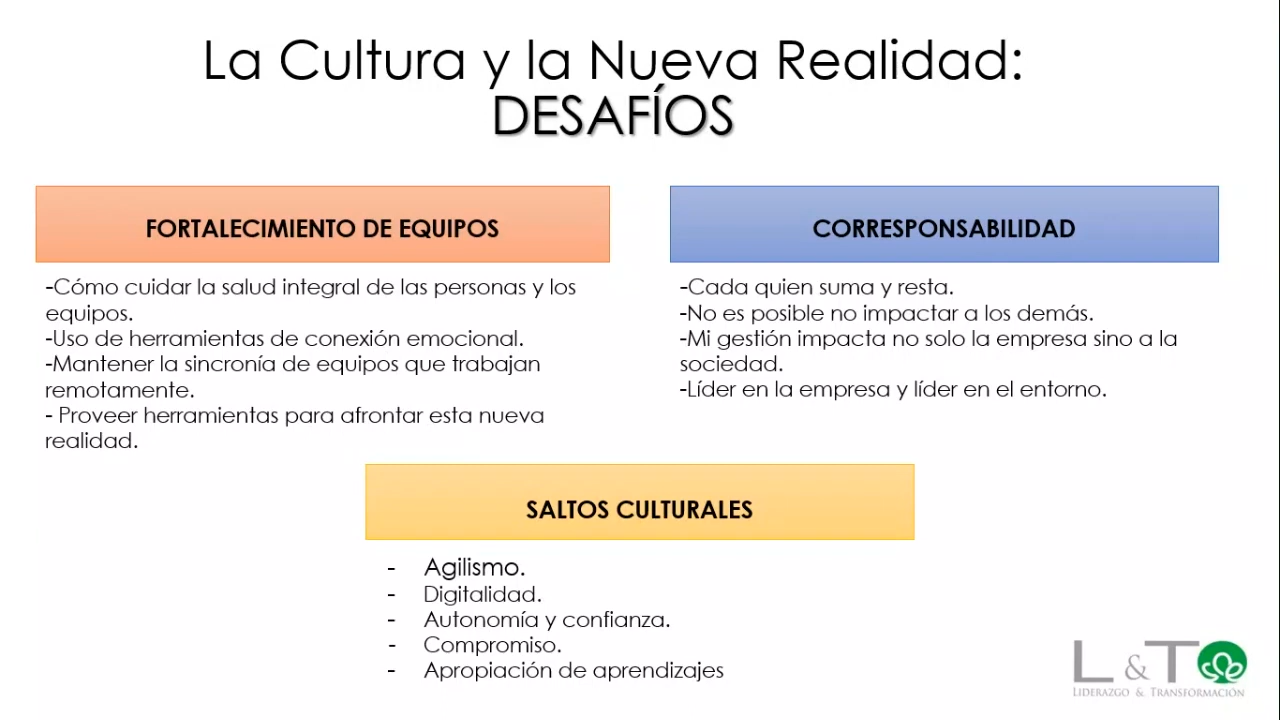 La Cultura y la Nueva Realidad:
DESAFÍOS
FORTALECIMIENTO DE EQUIPOS
-Cómo cuidar la salud integral de las personas y los
equipos.
-Uso de herramientas de conexión emocional.
-Mantener la sincronía de equipos que trabajan
remotamente.
- Proveer herramientas para afrontar esta nueva
realidad.
CORRESPONSABILIDAD
-Cada quien suma y resta.
-No es posible no impactar a los demás.
-Mi gestión impacta no solo la empresa sino a la
sociedad.
-Líder en la empresa y líder en el entorno.
SALTOS CULTURALES
- Agilismo.
- Digitalidad.
- Autonomía y confianza.
- Compromiso.
- Apropiación de aprendizajes
L & T
LIDERAZGO & TRANSFORMACIÓN